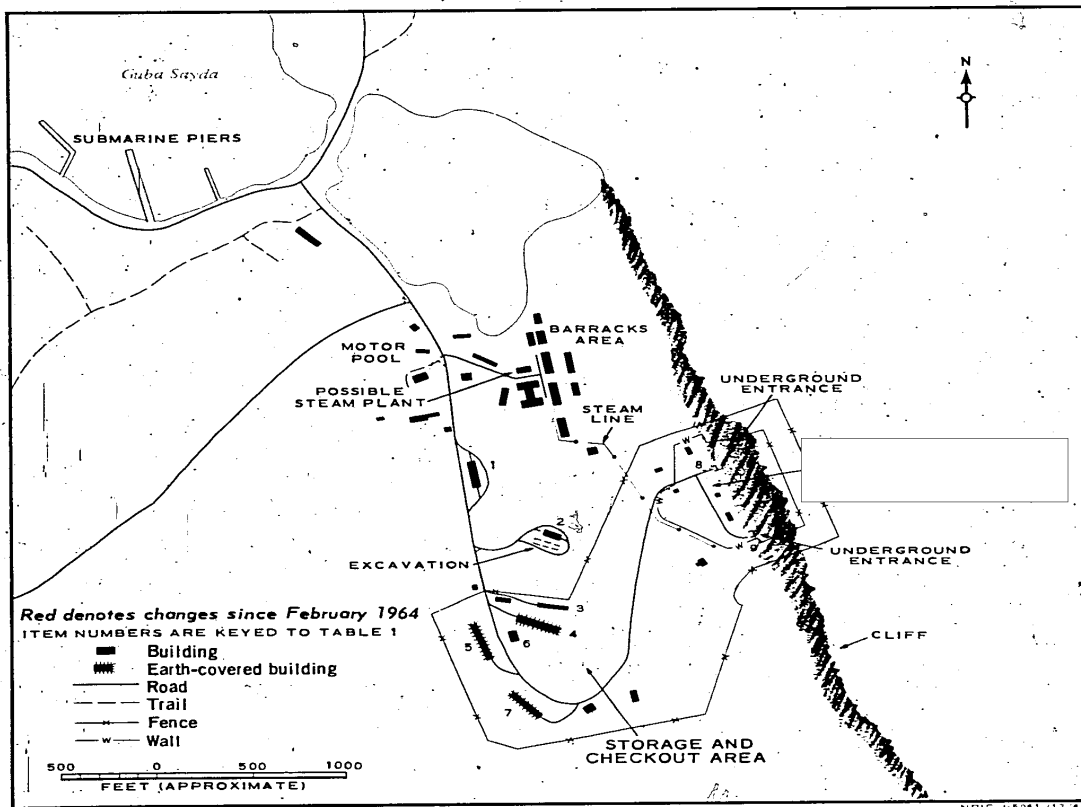 Guba Sayda
N
SUBMARINE PIERS
BARRACKS
AREA
MOTOR
POOL
POSSIBLE
STEAM PLANT
UNDERGROUND
ENTRANCE
STEAM
LINE
W
8
1
W
2
EXCAVATION
W
9
UNDERGROUND
ENTRANCE
Red denotes changes since February 1964
3
ITEM NUMBERS ARE KEYED TO TABLE 1
4
CLIFF
5
6
Building
Earth-covered building
Road
Trail
7
Fence
W
Wall
STORAGE AND
CHECKOUT AREA
500 0 500 1000
FEET (APPROXIMATE)